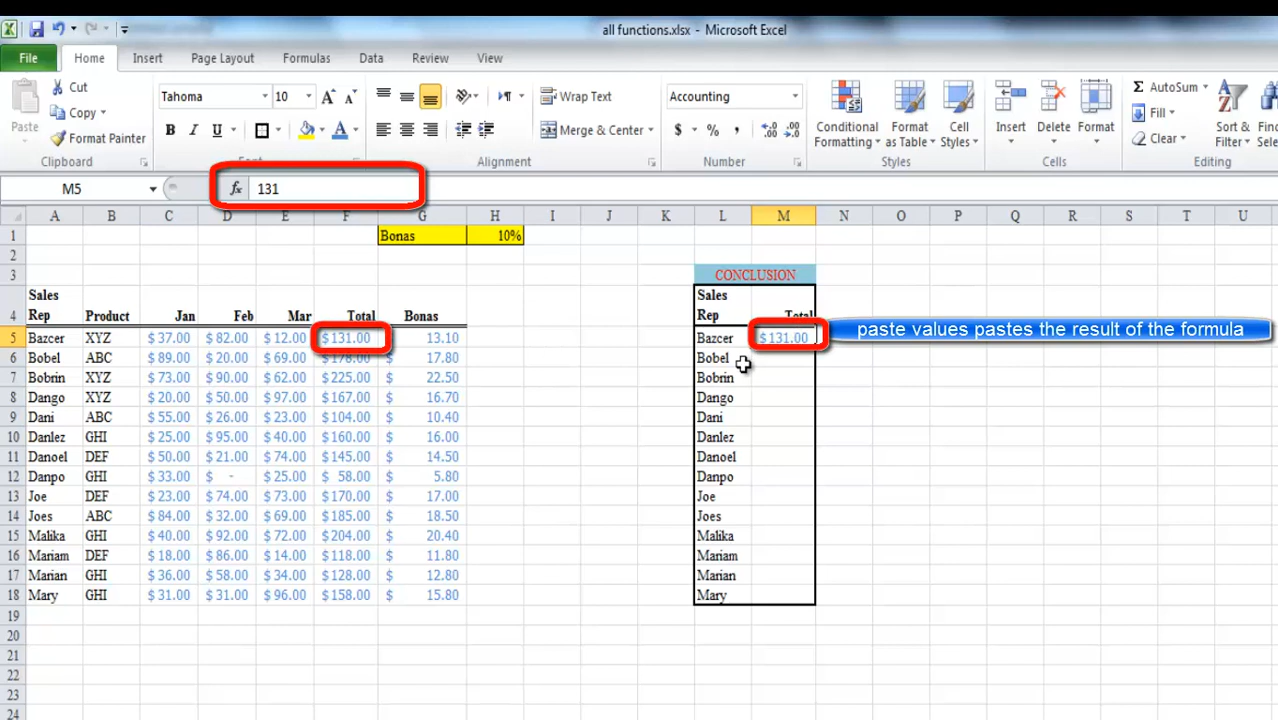 all functions.xlsx - Microsoft Excel
File Home Insert Page Layout Formulas Data Review View
Paste
Cut
Copy
Format Painter
Clipboard
Tahoma 10 A A
B I U A
Wrap Text
Merge & Center
Alignment
Accounting
$ % ,
Number
Conditional Formatting
Format as Table
Cell Styles
Styles
Insert Delete Format
Cells
Σ AutoSum
Fill
Clear
Sort & Filter
Editing
M5 fx 131
A B C D E F G H I J K L M N O P Q R S T U
1 Bonas 10%
2
3 CONCLUSION
4 Sales Rep Product Jan Feb Mar Total Bonas Sales Rep Total
5 Bazcer XYZ $ 37.00 $ 82.00 $ 12.00 $ 131.00 13.10 Bazcer $ 131.00 paste values pastes the result of the formula
6 Bobel ABC $ 89.00 $ 20.00 $ 69.00 $ 178.00 $ 17.80 Bobel
7 Bobrin XYZ $ 73.00 $ 90.00 $ 62.00 $ 225.00 $ 22.50 Bobrin
8 Dango XYZ $ 20.00 $ 50.00 $ 97.00 $ 167.00 $ 16.70 Dango
9 Dani ABC $ 55.00 $ 26.00 $ 23.00 $ 104.00 $ 10.40 Dani
10 Danlez GHI $ 25.00 $ 95.00 $ 40.00 $ 160.00 $ 16.00 Danlez
11 Danoel DEF $ 50.00 $ 21.00 $ 74.00 $ 145.00 $ 14.50 Danoel
12 Danpo GHI $ 33.00 $ - $ 25.00 $ 58.00 $ 5.80 Danpo
13 Joe DEF $ 23.00 $ 74.00 $ 73.00 $ 170.00 $ 17.00 Joe
14 Joes ABC $ 84.00 $ 32.00 $ 69.00 $ 185.00 $ 18.50 Joes
15 Malika GHI $ 40.00 $ 92.00 $ 72.00 $ 204.00 $ 20.40 Malika
16 Mariam DEF $ 18.00 $ 86.00 $ 14.00 $ 118.00 $ 11.80 Mariam
17 Marian GHI $ 36.00 $ 58.00 $ 34.00 $ 128.00 $ 12.80 Marian
18 Mary GHI $ 31.00 $ 31.00 $ 96.00 $ 158.00 $ 15.80 Mary
19
20
21
22
23
24